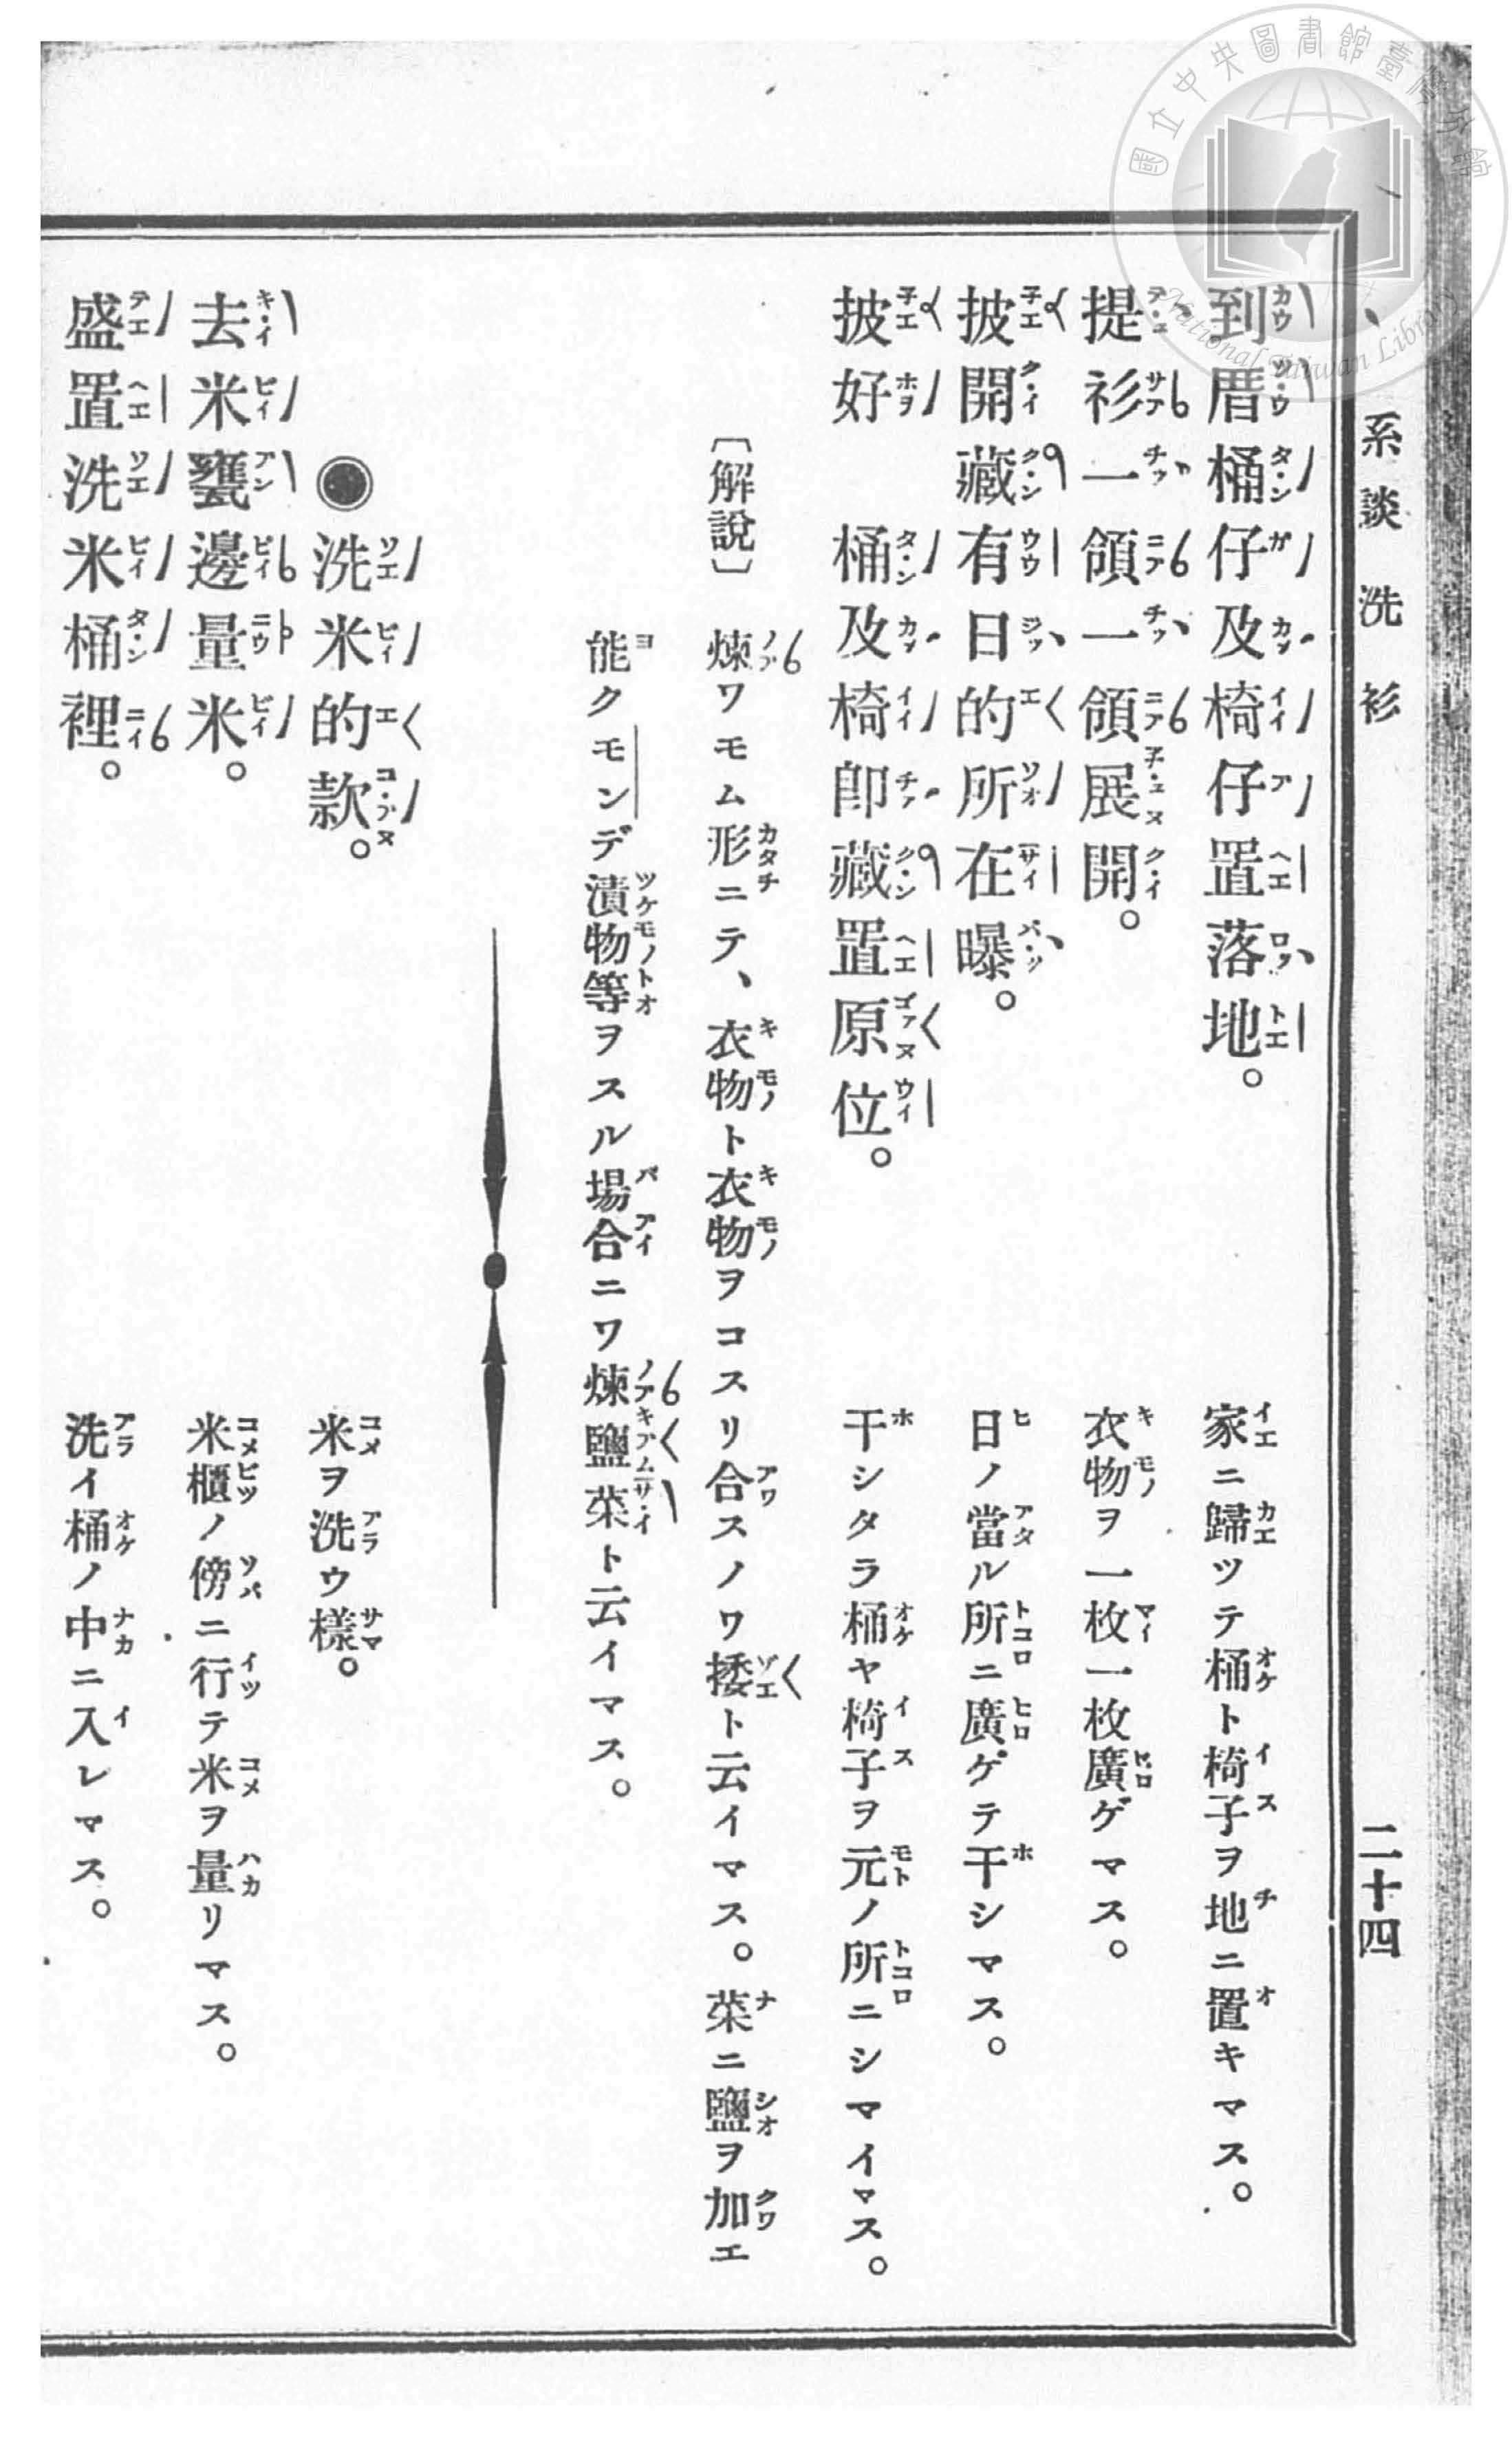 系談 洗衫
二十四
到厝桶仔及椅仔置落地。 家ニ歸ツテ桶ト椅子ヲ地ニ置キマス。
提衫一領一領展開。 衣物ヲ一枚一枚廣ゲマス。
披開藏有日的所在曝。 日ノ當ル所ニ廣ゲテ干シマス。
披好 桶及椅卽藏置原位。 干シタラ桶ヤ椅子ヲ元ノ所ニシマイマス。
〔解說〕 煉ワモム形ニテ、衣物ト衣物ヲコスリ合スノワ捼ト云イマス。菜ニ鹽ヲ加エ
能クモンデ漬物等ヲスル場合ニワ煉鹽菜ト云イマス。
◉洗米的款。 米ヲ洗ウ樣。
去米甕邊量米。 米櫃ノ傍ニ行テ米ヲ量リマス。
盛置洗米桶裡。 洗イ桶ノ中ニ入レマス。
國立中央圖書館臺灣分館
National Taiwan Library